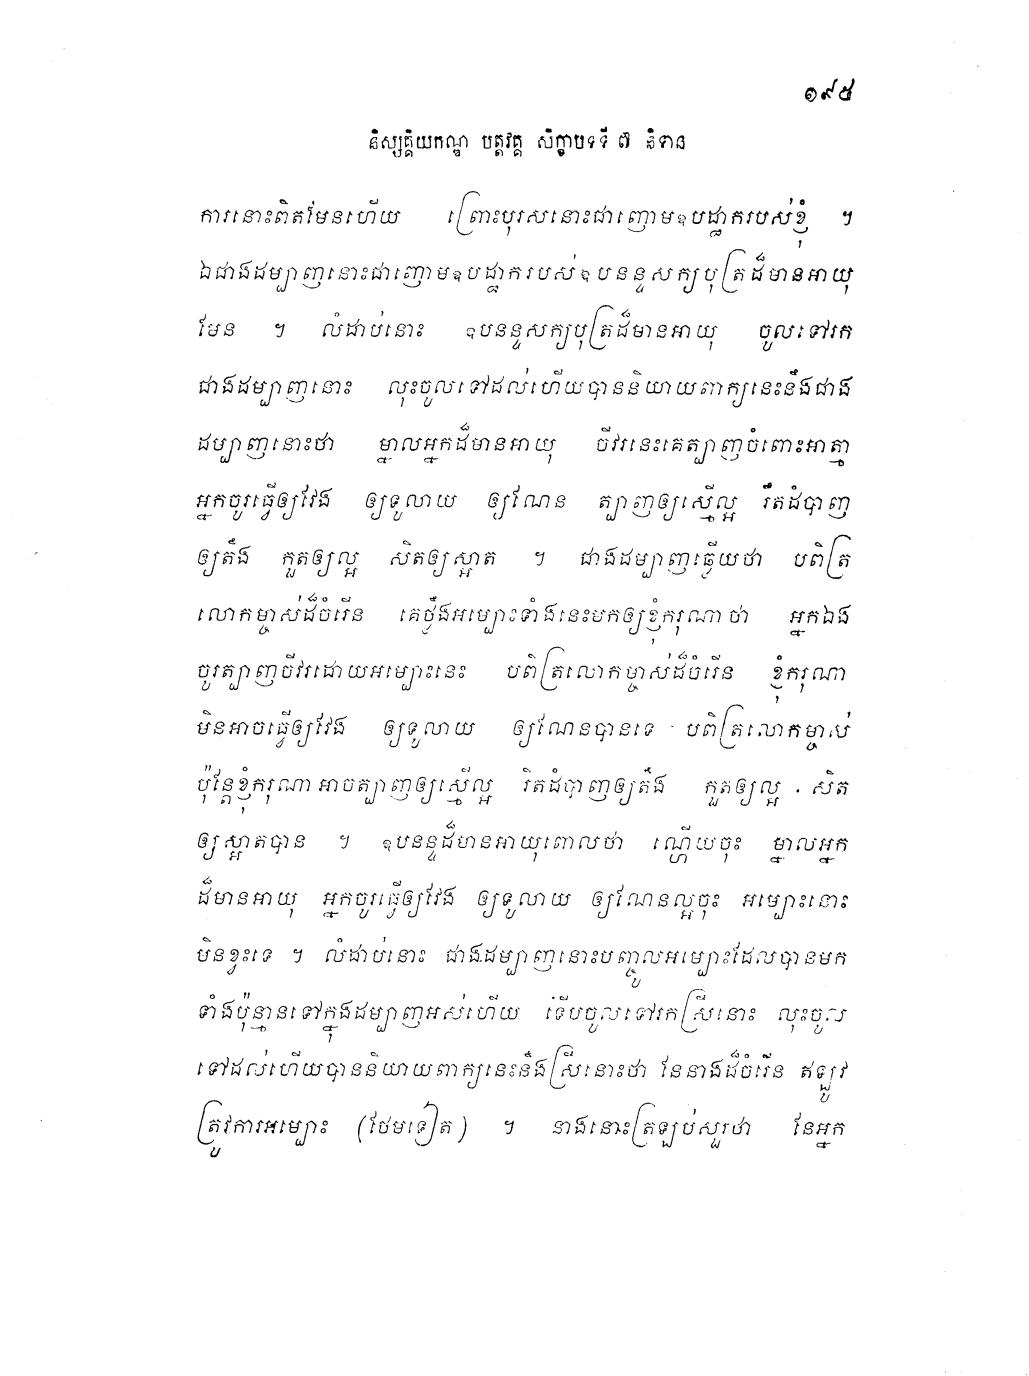 ១៩៥
និស្សគ្គិយកណ្ឌ បត្តវគ្គ សិក្ខាបទទី ៧ និទាន
ការនោះពិតមែនហើយ ព្រោះបុរសនោះជាញោមឧបដ្ឋាករបស់ខ្ញុំ ។
ឯជាងដម្បាញនោះជាញោមឧបដ្ឋាករបស់ឧបនន្ទសក្យបុត្រដ៏មានអាយុ
មែន ។ លំដាប់នោះ ឧបនន្ទសក្យបុត្រដ៏មានអាយុ ចូលទៅរក
ជាងដម្បាញនោះ លុះចូលទៅដល់ហើយបាននិយាយពាក្យនេះនឹងជាង
ដម្បាញនោះថា ម្នាលអ្នកដ៏មានអាយុ ចីវរនេះគេត្បាញចំពោះអាត្មា
អ្នកចូរធ្វើឲ្យវែង ឲ្យទូលាយ ឲ្យណែន ត្បាញឲ្យស្មើល្អ រឹតដំបាញ
ឲ្យតឹង កួតឲ្យល្អ សិតឲ្យស្អាត ។ ជាងដម្បាញឆ្លើយថា បពិត្រ
លោកម្ចាស់ដ៏ចំរើន គេថ្លឹងអម្បោះទាំងនេះមកឲ្យខ្ញុំករុណាថា អ្នកឯង
ចូរត្បាញចីវរដោយអម្បោះនេះ បពិត្រលោកម្ចាស់ដ៏ចំរើន ខ្ញុំករុណា
មិនអាចធ្វើឲ្យវែង ឲ្យទូលាយ ឲ្យណែនបានទេ បពិត្រលោកម្ចាស់
ប៉ុន្តែខ្ញុំករុណាអាចត្បាញឲ្យស្មើល្អ រឹតដំបាញឲ្យតឹង កួតឲ្យល្អ សិត
ឲ្យស្អាតបាន ។ ឧបនន្ទដ៏មានអាយុពោលថា ណ្ហើយចុះ ម្នាលអ្នក
ដ៏មានអាយុ អ្នកចូរធ្វើឲ្យវែង ឲ្យទូលាយ ឲ្យណែនល្អចុះ អម្បោះនោះ
មិនខ្វះទេ ។ លំដាប់នោះ ជាងដម្បាញនោះបញ្ចូលអម្បោះដែលបានមក
ទាំងប៉ុន្មានទៅក្នុងដម្បាញអស់ហើយ ទើបចូលទៅរកស្រីនោះ លុះចូល
ទៅដល់ហើយបាននិយាយពាក្យនេះនឹងស្រីនោះថា នែនាងដ៏ចំរើន ឥឡូវ
ត្រូវការអម្បោះ (ថែមទៀត) ។ នាងនោះត្រឡប់សួរថា នែអ្នក